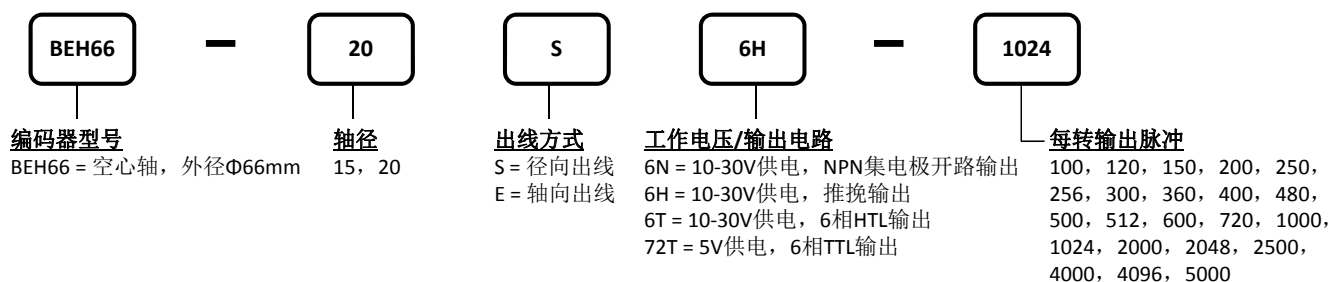 BEH66 — 20 S 6H — 1024
编码器型号
BEH66 = 空心轴，外径Φ66mm
轴径
15，20
出线方式
S = 径向出线
E = 轴向出线
工作电压/输出电路
6N = 10-30V供电，NPN集电极开路输出
6H = 10-30V供电，推挽输出
6T = 10-30V供电，6相HTL输出
72T = 5V供电，6相TTL输出
每转输出脉冲
100，120，150，200，250，
256，300，360，400，480，
500，512，600，720，1000，
1024，2000，2048，2500，
4000，4096，5000